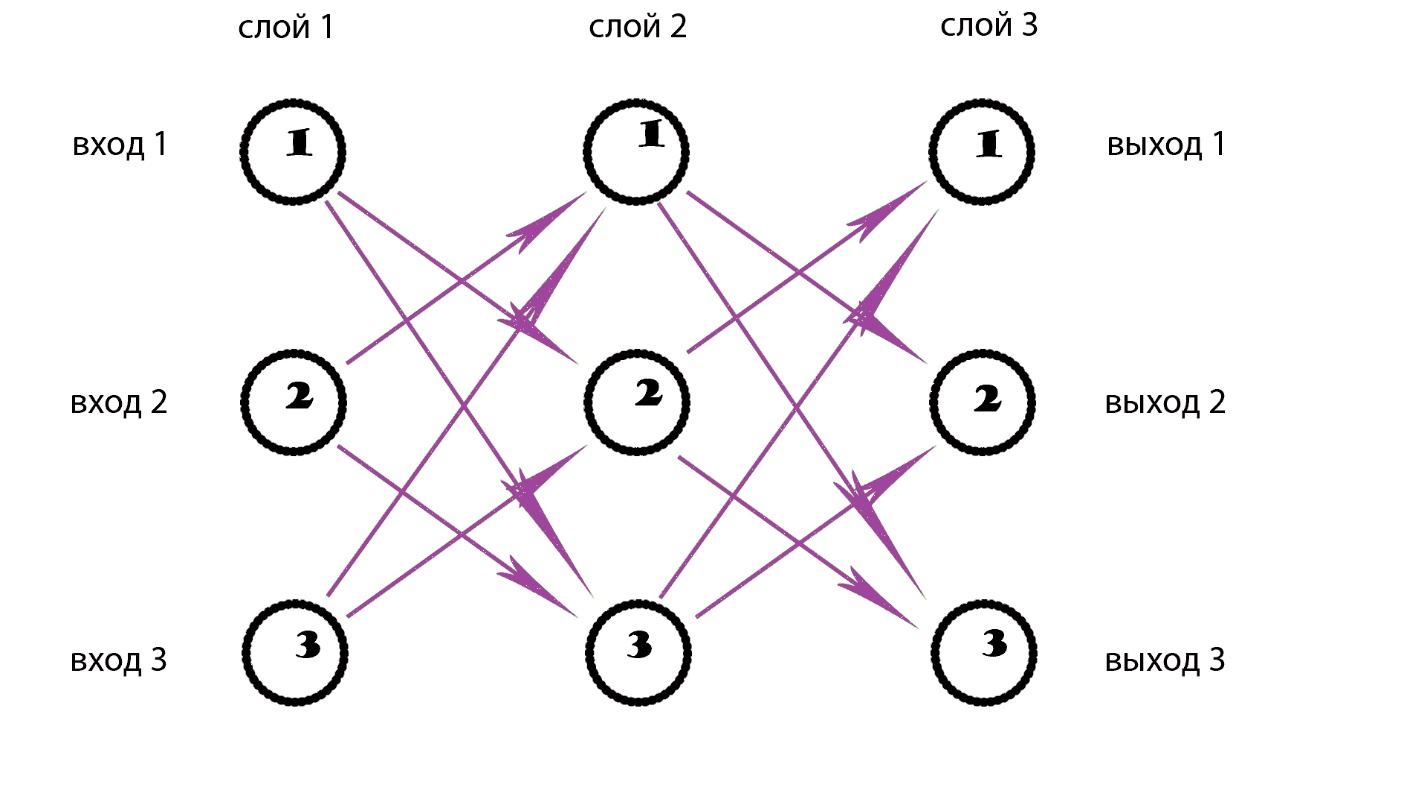 слой 1 слой 2 слой 3
вход 1 1 1 1 выход 1
вход 2 2 2 2 выход 2
вход 3 3 3 3 выход 3